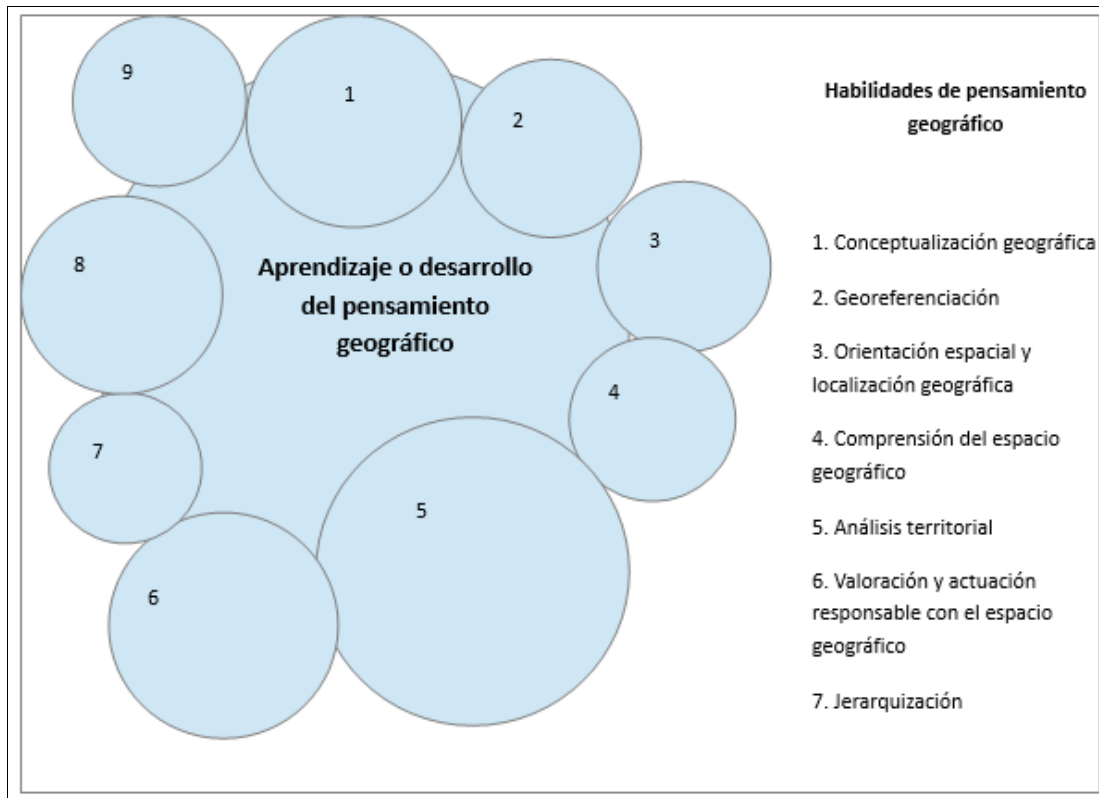 9
1
2
3
8
4
7
5
6
Aprendizaje o desarrollo
del pensamiento
geográfico
Habilidades de pensamiento
geográfico
1. Conceptualización geográfica
2. Georeferenciación
3. Orientación espacial y
localización geográfica
4. Comprensión del espacio
geográfico
5. Análisis territorial
6. Valoración y actuación
responsable con el espacio
geográfico
7. Jerarquización